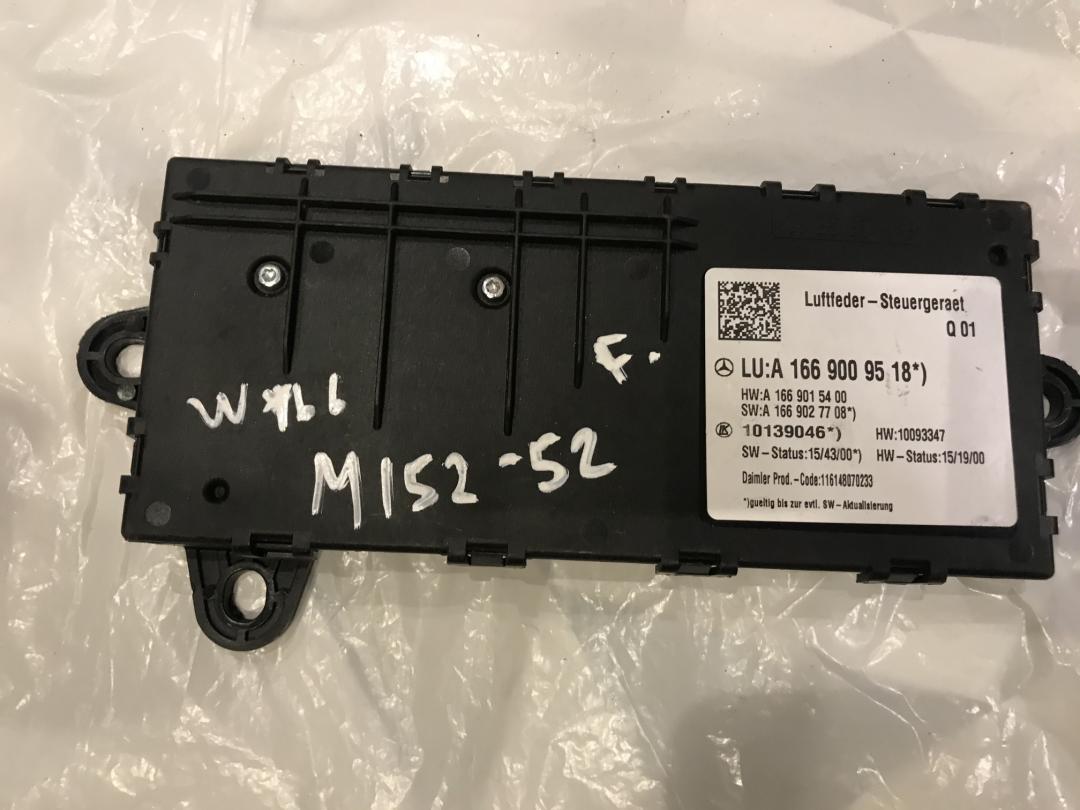 Luftfeder-Steuergeraet
Q 01
LU:A 166 900 95 18*)
HW:A 166 901 54 00
SW:A 166 902 77 08*)
10139046*) HW:10093347
SW-Status:15/43/00*) HW-Status:15/19/00
Daimler Prod.-Code:116148070233
*)gueltig bis zur evtl. SW-Aktualisierung
F.
M152-52